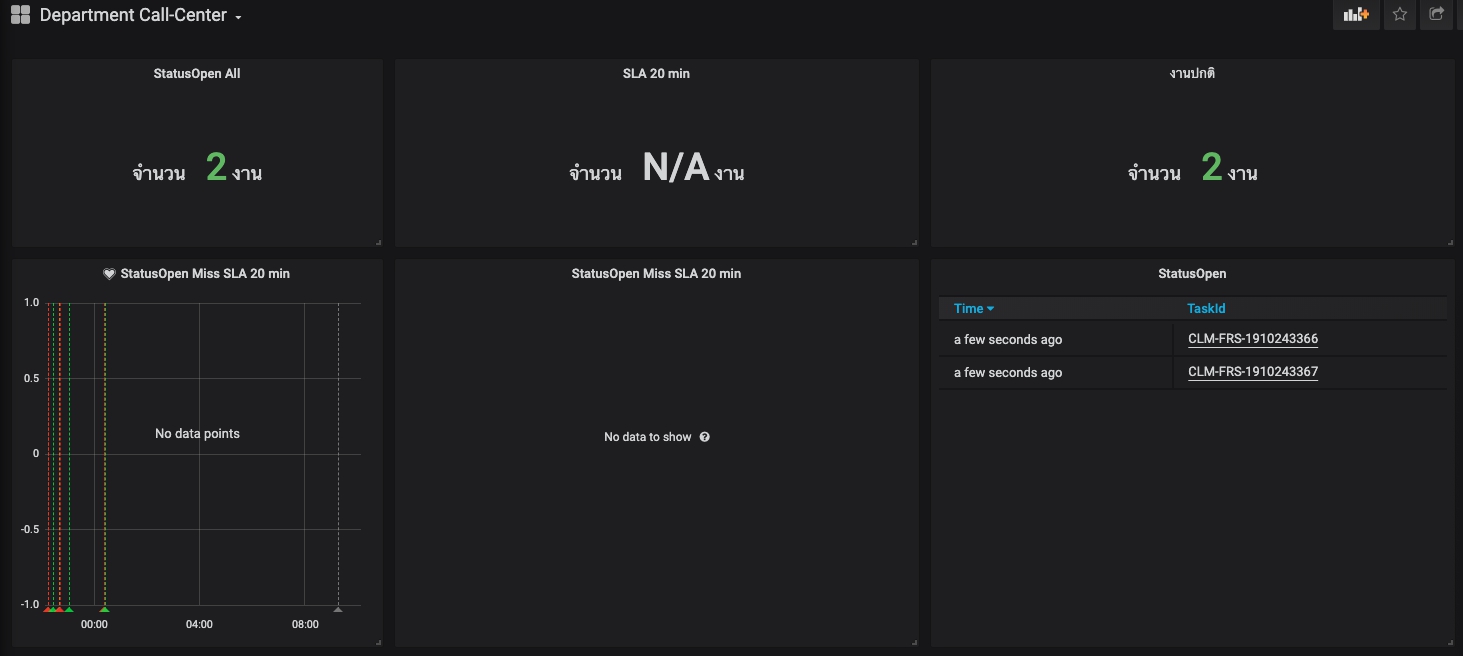 Department Call-Center
StatusOpen All
จำนวน 2 งาน
SLA 20 min
จำนวน N/A งาน
งานปกติ
จำนวน 2 งาน
StatusOpen Miss SLA 20 min
1.0
0.5
No data points
0
-0.5
-1.0
00:00 04:00 08:00
StatusOpen Miss SLA 20 min
No data to show
StatusOpen
Time TaskId
a few seconds ago CLM-FRS-1910243366
a few seconds ago CLM-FRS-1910243367